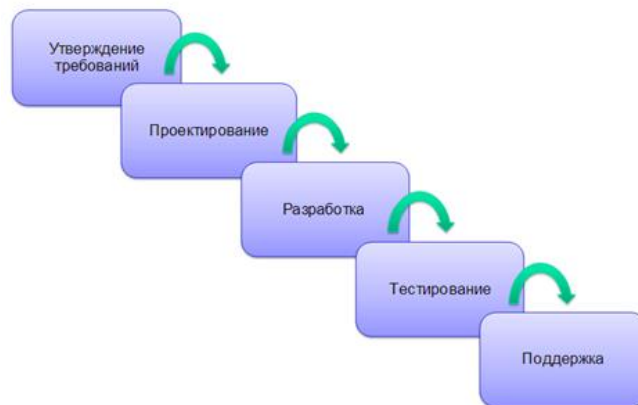 Утверждение
требований
Проектирование
Разработка
Тестирование
Поддержка